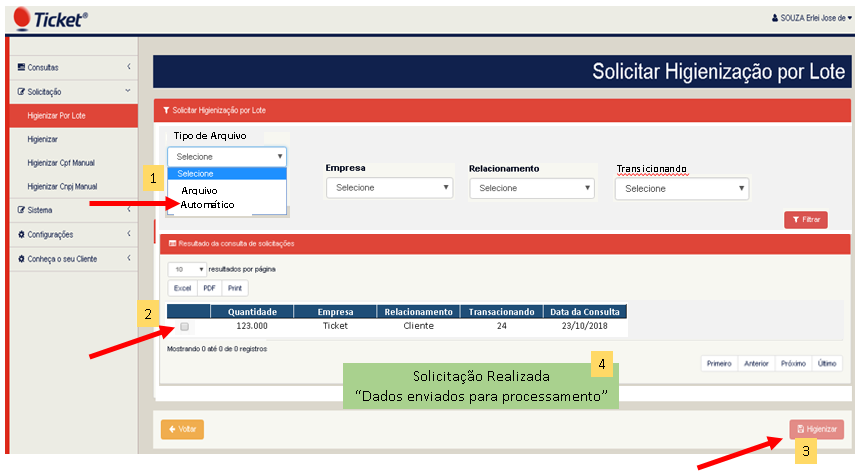 Ticket®
SOUZA Erlei Jose de
Consultas
Solicitação
Higienizar Por Lote
Higienizar
Higienizar Cpf Manual
Higienizar Cnpj Manual
Sistema
Configurações
Conheça o seu Cliente
Solicitar Higienização por Lote
Solicitar Higienização por Lote
Tipo de Arquivo
Selecione
Selecione
Arquivo
Automático
1
Empresa
Selecione
Relacionamento
Selecione
Transicionando
Selecione
Filtrar
Resultado da consulta de solicitações
10 resultados por página
Excel PDF Print
2
Quantidade Empresa Relacionamento Transacionando Data da Consulta
123.000 Ticket Cliente 24 23/10/2018
Mostrando 0 até 0 de 0 registros
Primeiro Anterior Próximo Último
4
Solicitação Realizada
“Dados enviados para processamento”
Voltar
Higienizar
3